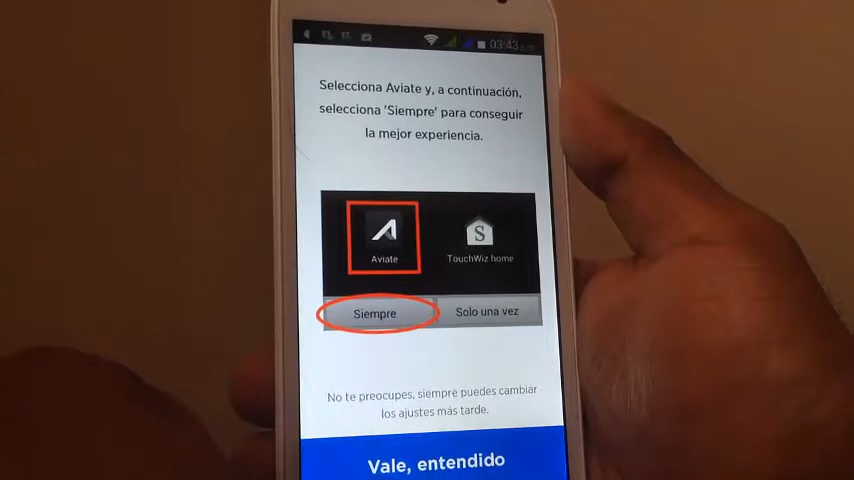 03:43 a.m.
Selecciona Aviate y, a continuación,
selecciona 'Siempre' para conseguir
la mejor experiencia.
S
Aviate
TouchWiz home
Siempre
Solo una vez
No te preocupes, siempre puedes cambiar
los ajustes más tarde.
Vale, entendido